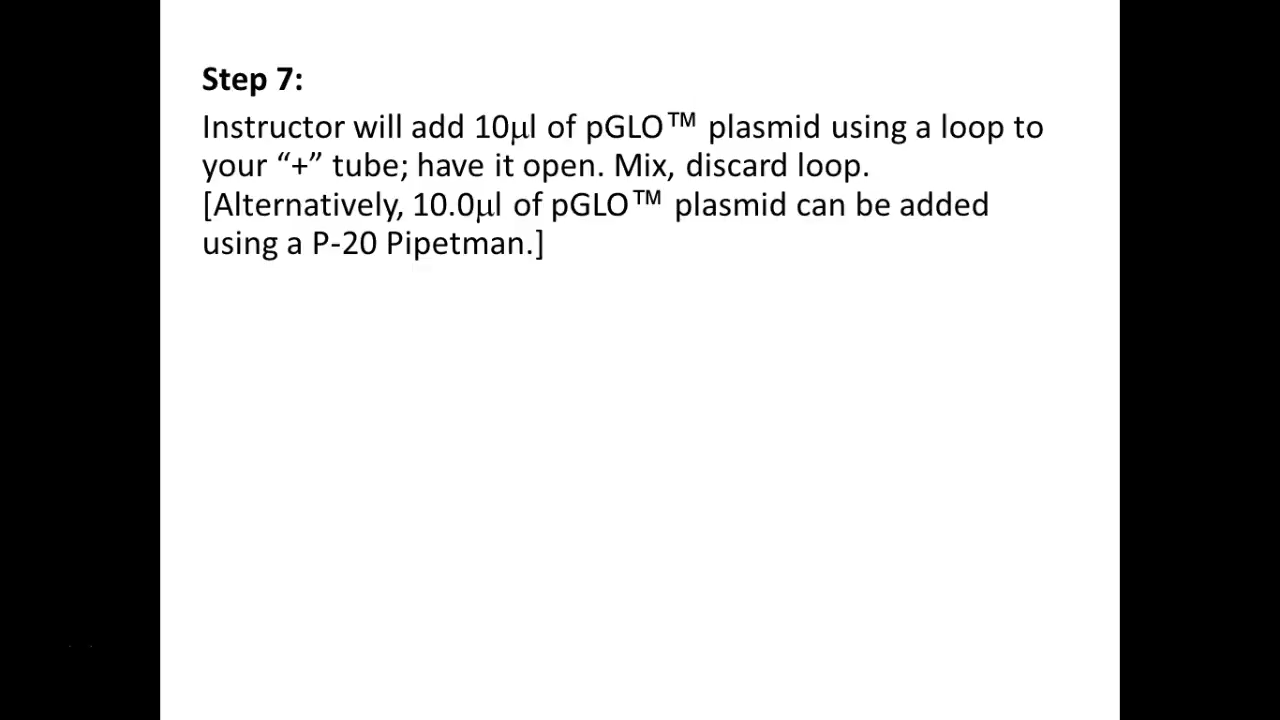 Step 7:
Instructor will add 10µl of pGLO™ plasmid using a loop to
your “+” tube; have it open. Mix, discard loop.
[Alternatively, 10.0µl of pGLO™ plasmid can be added
using a P-20 Pipetman.]